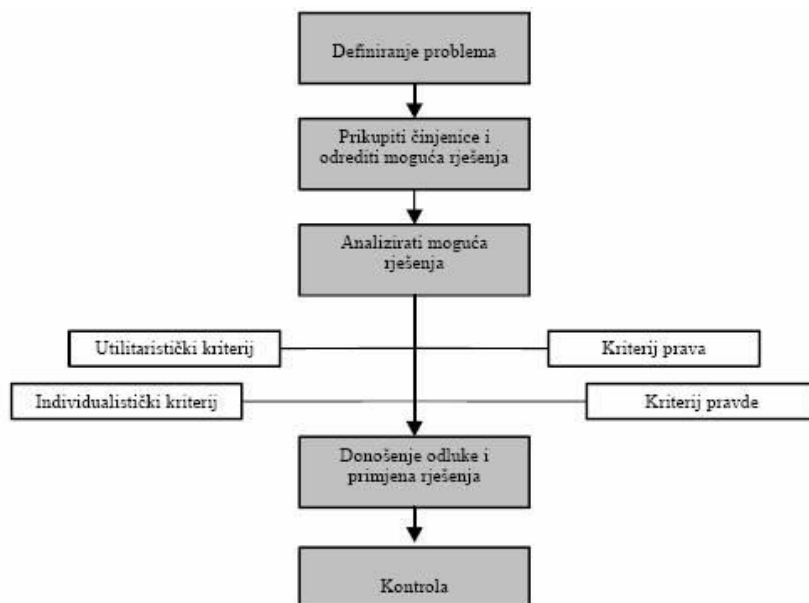 Definiranje problema
Prikupiti činjenice i
odrediti moguća rješenja
Analizirati moguća
rješenja
Utilitaristički kriterij
Kriterij prava
Individualistički kriterij
Kriterij pravde
Donošenje odluke i
primjena rješenja
Kontrola